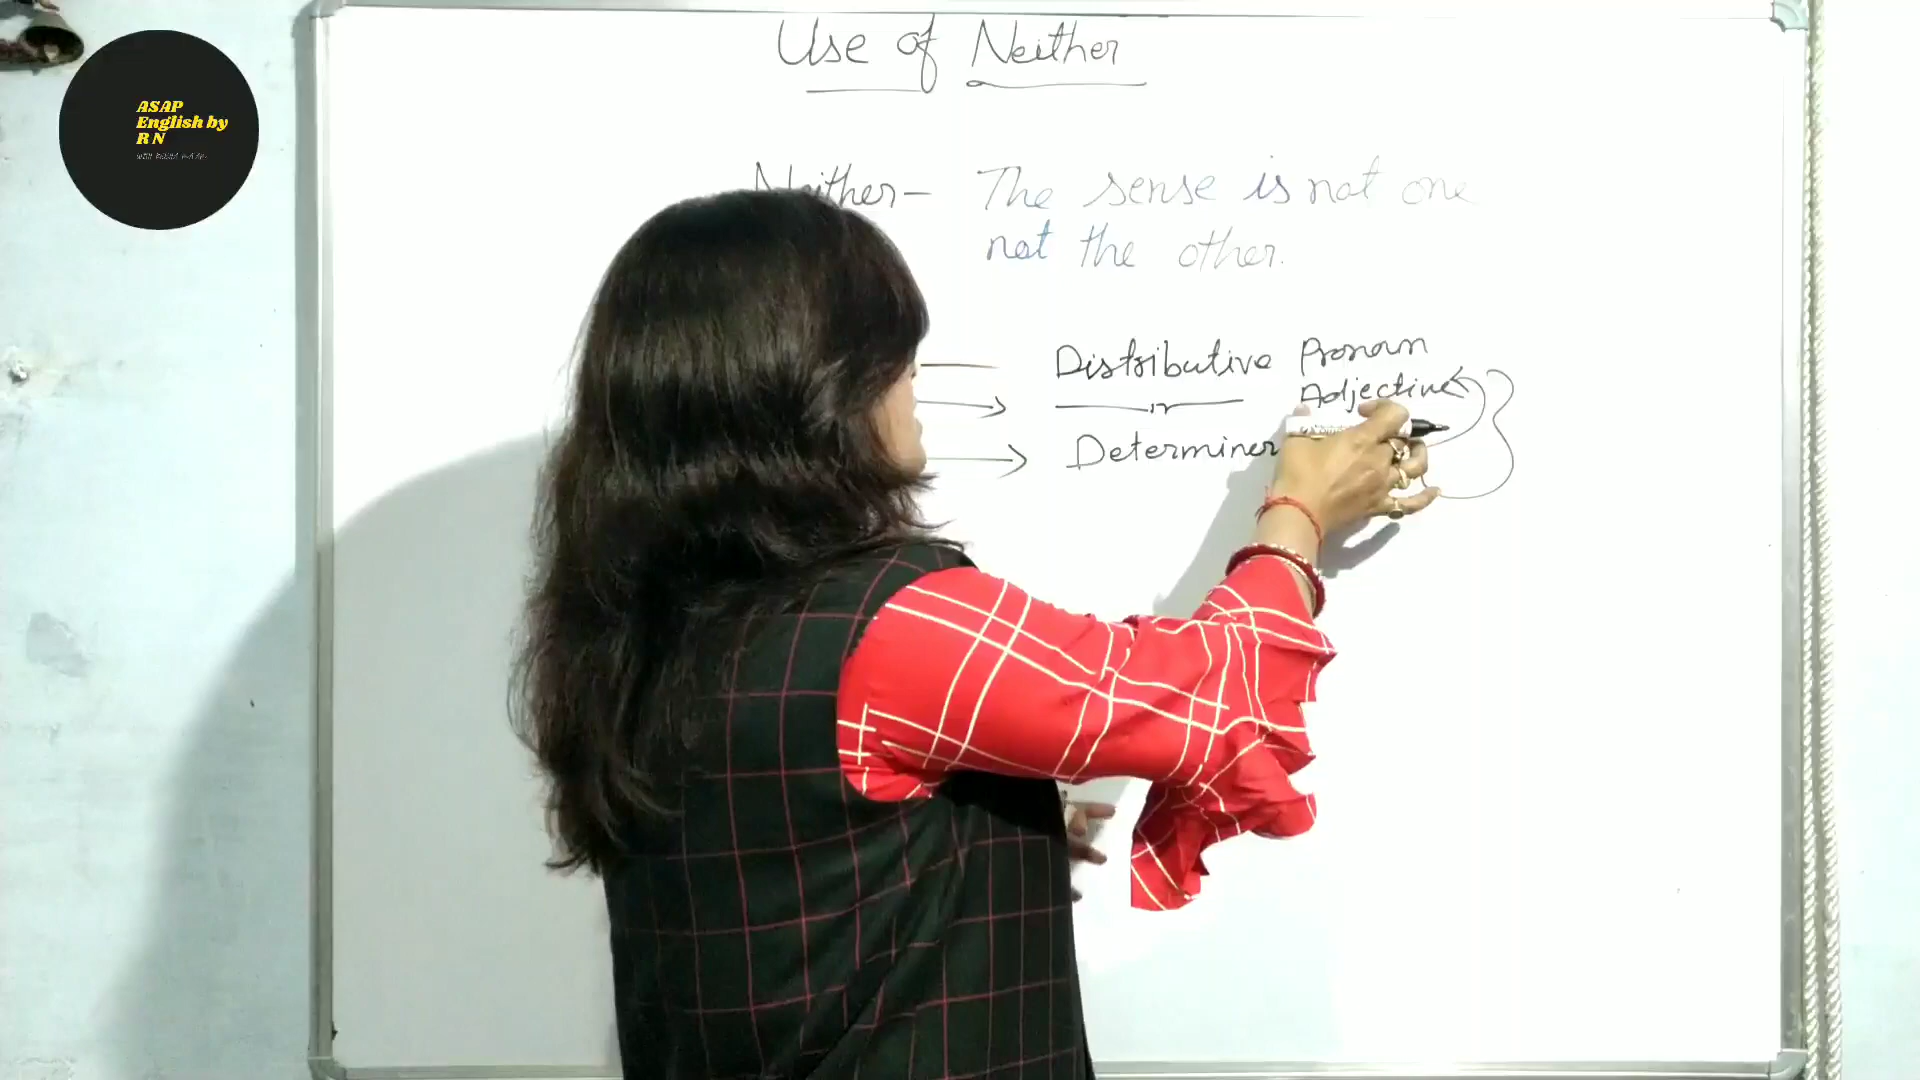 ASAP
English by
R N
Use of Neither
Neither – The sense is not one
not the other.
Distributive Pronoun
—〃— Adjective
Determiner